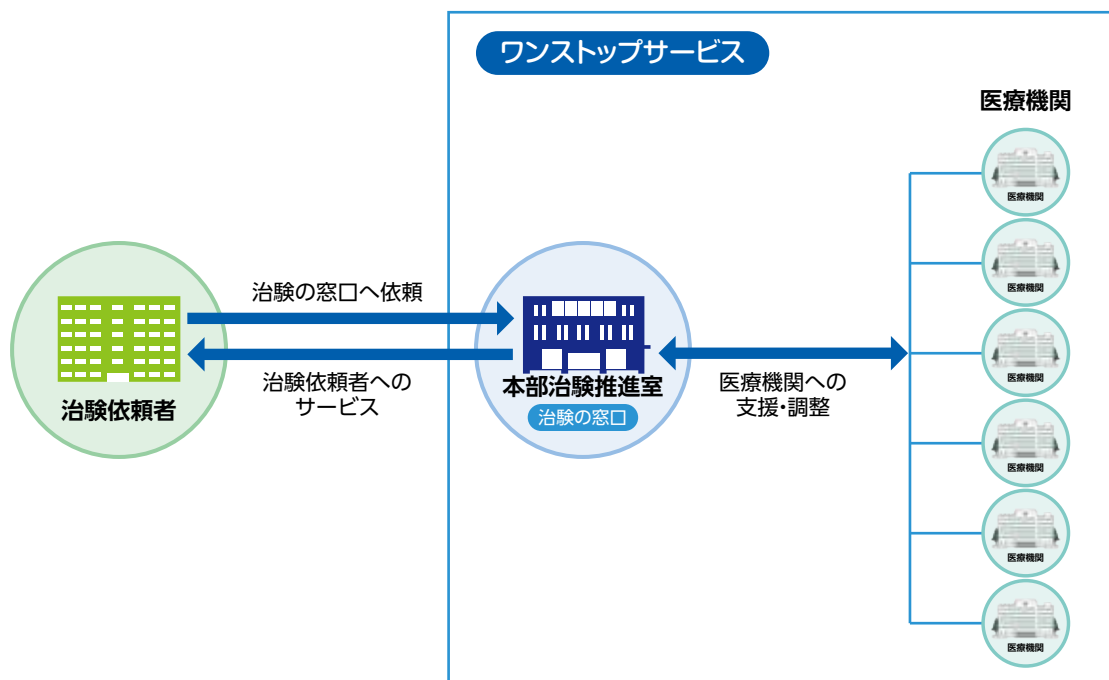 ワンストップサービス
医療機関
医療機関
医療機関
医療機関
医療機関
医療機関
医療機関
治験の窓口へ依頼
治験依頼者への
サービス
治験依頼者
本部治験推進室
治験の窓口
医療機関への
支援・調整